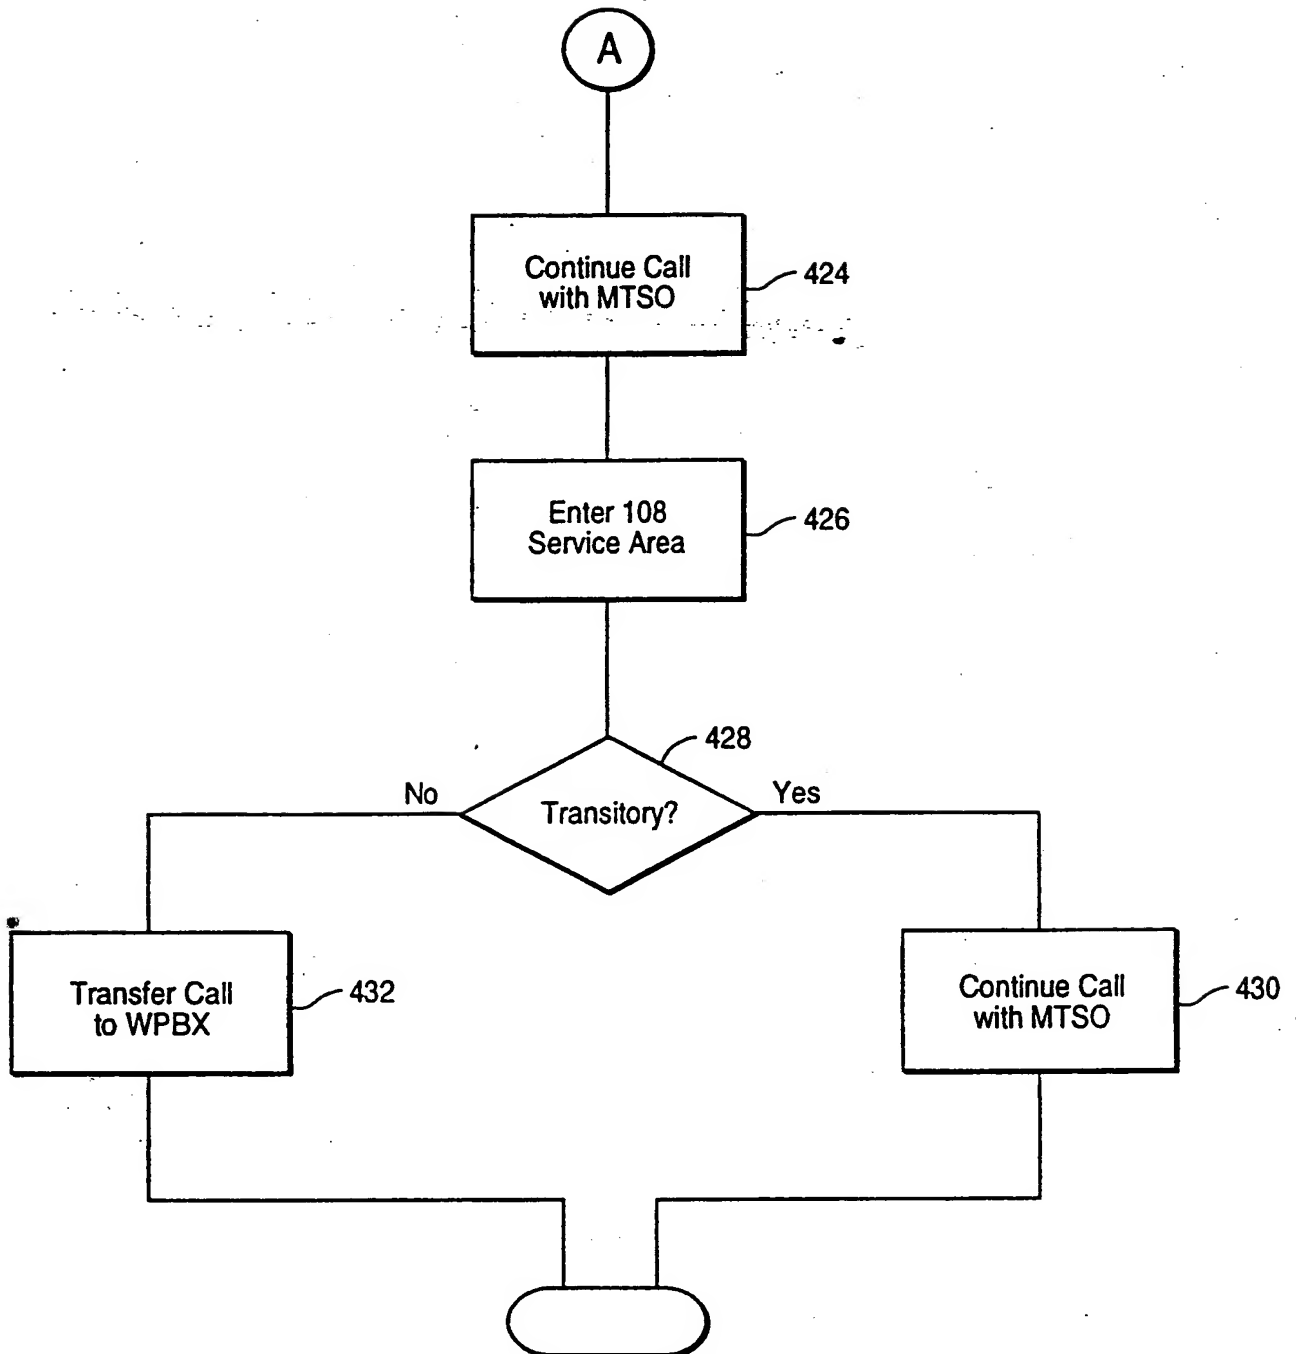 A
Continue Call
with MTSO
424
Enter 108
Service Area
426
428
No
Transitory?
Yes
Transfer Call
to WPBX
432
Continue Call
with MTSO
430